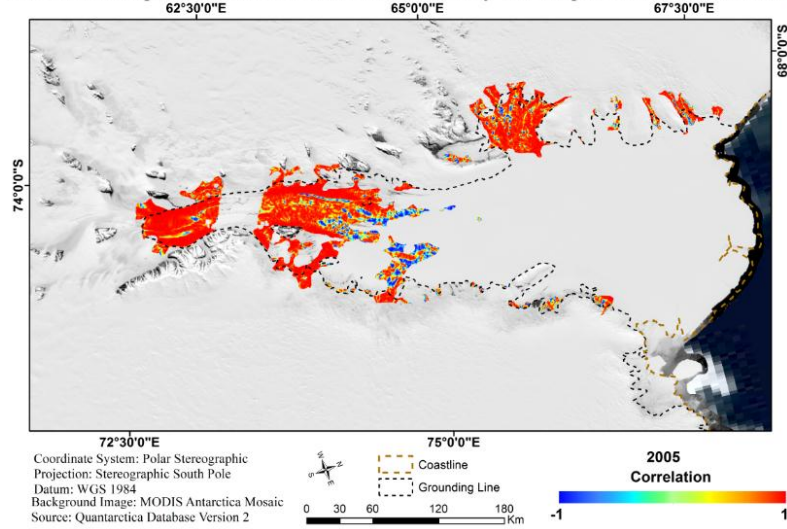 62°30'0"E 65°0'0"E 67°30'0"E
68°0'0"S
74°0'0"S
72°30'0"E 75°0'0"E
Coordinate System: Polar Stereographic
Projection: Stereographic South Pole
Datum: WGS 1984
Background Image: MODIS Antarctica Mosaic
Source: Quantarctica Database Version 2
N
W E
S
Coastline
Grounding Line
0 30 60 120 180
Km
2005
Correlation
-1 1